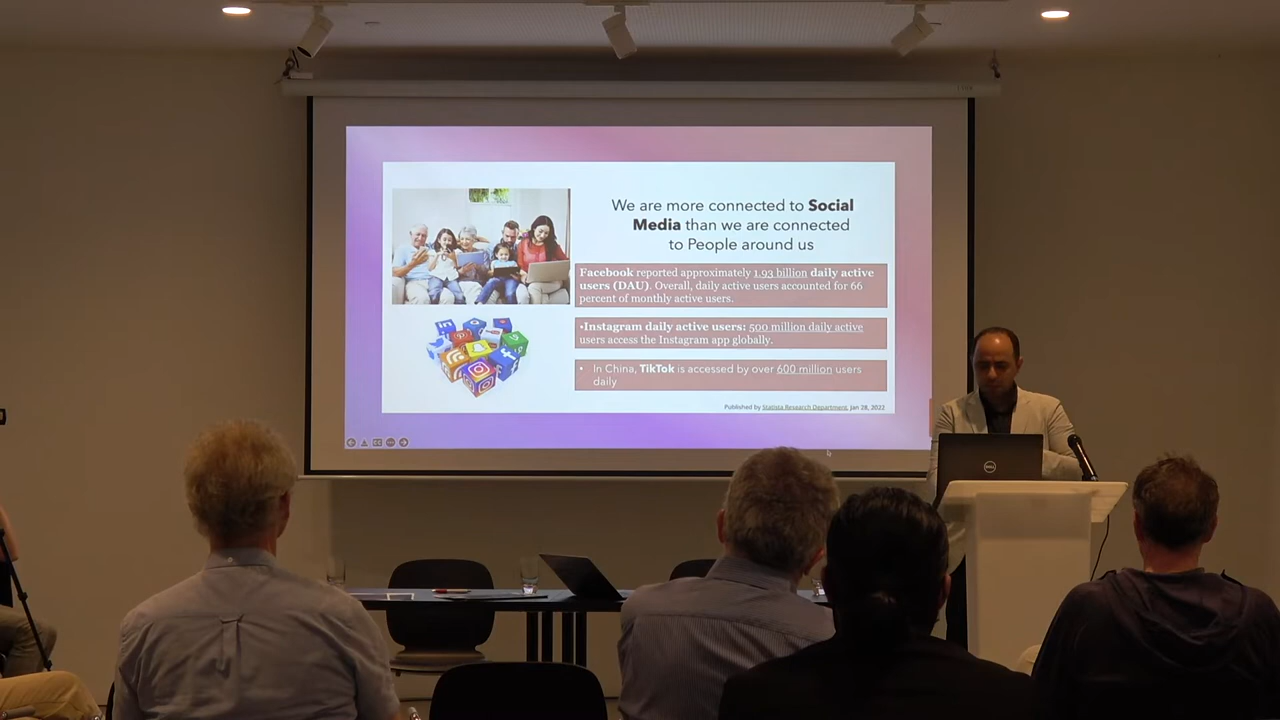 We are more connected to Social
Media than we are connected
to People around us
Facebook reported approximately 1.93 billion daily active
users (DAU). Overall, daily active users accounted for 66
percent of monthly active users.
•Instagram daily active users: 500 million daily active
users access the Instagram app globally.
• In China, TikTok is accessed by over 600 million users
daily
Published by Statista Research Department, Jan 28, 2022
DELL